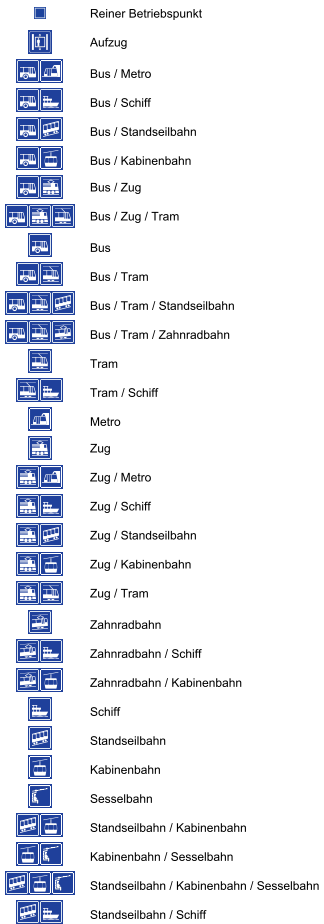 Reiner Betriebspunkt
Aufzug
Bus / Metro
Bus / Schiff
Bus / Standseilbahn
Bus / Kabinenbahn
Bus / Zug
Bus / Zug / Tram
Bus
Bus / Tram
Bus / Tram / Standseilbahn
Bus / Tram / Zahnradbahn
Tram
Tram / Schiff
Metro
Zug
Zug / Metro
Zug / Schiff
Zug / Standseilbahn
Zug / Kabinenbahn
Zug / Tram
Zahnradbahn
Zahnradbahn / Schiff
Zahnradbahn / Kabinenbahn
Schiff
Standseilbahn
Kabinenbahn
Sesselbahn
Standseilbahn / Kabinenbahn
Kabinenbahn / Sesselbahn
Standseilbahn / Kabinenbahn / Sesselbahn
Standseilbahn / Schiff